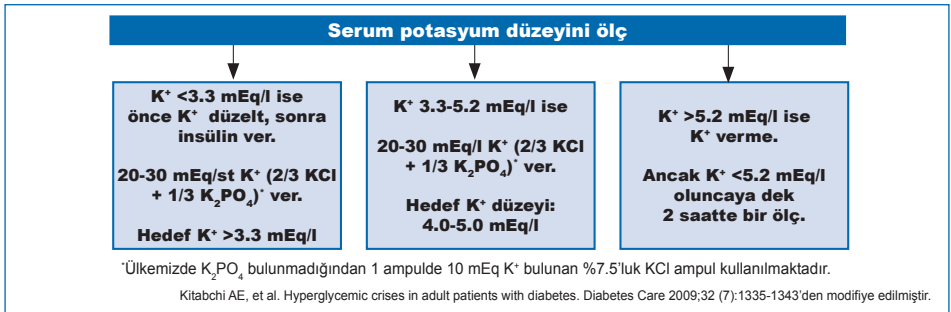 Serum potasyum düzeyini ölç
K⁺ <3.3 mEq/l ise
önce K⁺ düzelt, sonra
insülin ver.
20-30 mEq/st K⁺ (2/3 KCl
+ 1/3 K₂PO₄)* ver.
Hedef K⁺ >3.3 mEq/l
K⁺ 3.3-5.2 mEq/l ise
20-30 mEq/l K⁺ (2/3 KCl
+ 1/3 K₂PO₄)* ver.
Hedef K⁺ düzeyi:
4.0-5.0 mEq/l
K⁺ >5.2 mEq/l ise
K⁺ verme.
Ancak K⁺ <5.2 mEq/l
oluncaya dek
2 saatte bir ölç.
*Ülkemizde K₂PO₄ bulunmadığından 1 ampulde 10 mEq K⁺ bulunan %7.5'luk KCl ampul kullanılmaktadır.
Kitabchi AE, et al. Hyperglycemic crises in adult patients with diabetes. Diabetes Care 2009;32 (7):1335-1343'den modifiye edilmiştir.